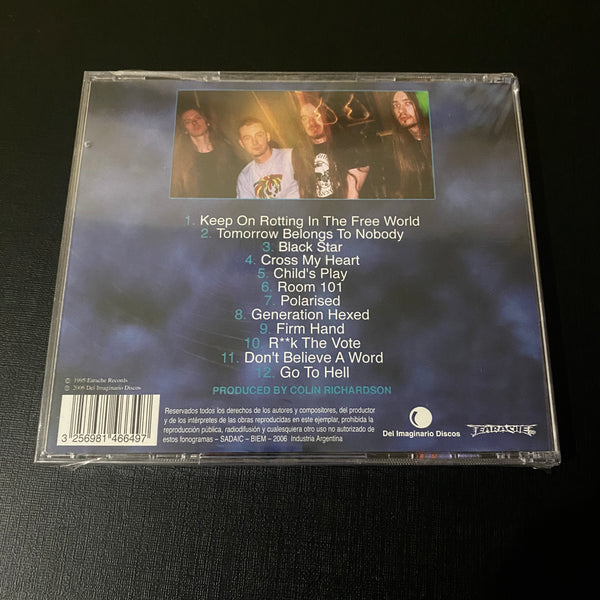 1. Keep On Rotting In The Free World
2. Tomorrow Belongs To Nobody
3. Black Star
4. Cross My Heart
5. Child's Play
6. Room 101
7. Polarised
8. Generation Hexed
9. Firm Hand
10. R**k The Vote
11. Don't Believe A Word
12. Go To Hell
PRODUCED BY COLIN RICHARDSON
℗ 1995 Earache Records
© 2006 Del Imaginario Discos
3 256981 466497
Reservados todos los derechos de los autores y compositores, del productor
y de los intérpretes de las obras reproducidas en este ejemplar, prohibida la
reproducción pública, radiodifusión y cualesquiera otro uso no autorizado de
estos fonogramas – SADAIC – BIEM – 2006 Industria Argentina
Del Imaginario Discos
EARACHE